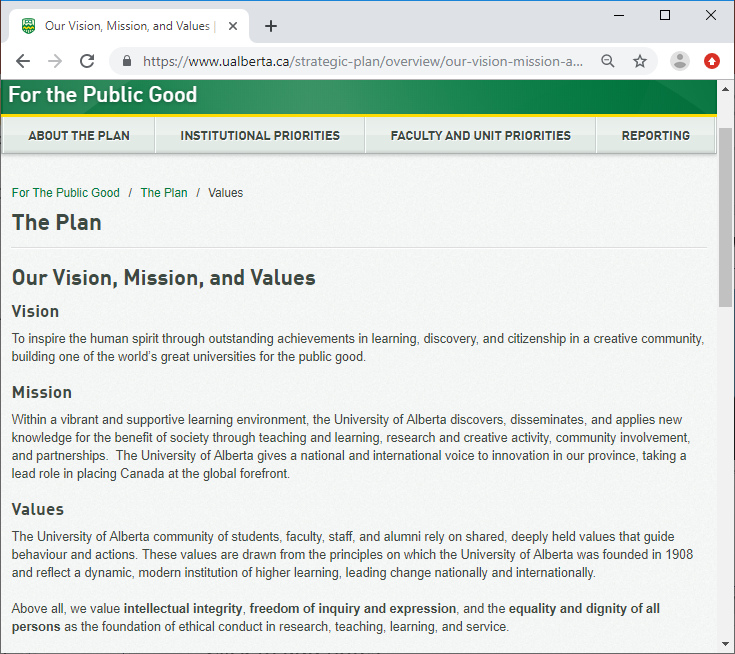 Our Vision, Mission, and Values |
https://www.ualberta.ca/strategic-plan/overview/our-vision-mission-a...
For the Public Good
ABOUT THE PLAN INSTITUTIONAL PRIORITIES FACULTY AND UNIT PRIORITIES REPORTING
For The Public Good / The Plan / Values
The Plan
Our Vision, Mission, and Values
Vision
To inspire the human spirit through outstanding achievements in learning, discovery, and citizenship in a creative community,
building one of the world's great universities for the public good.
Mission
Within a vibrant and supportive learning environment, the University of Alberta discovers, disseminates, and applies new
knowledge for the benefit of society through teaching and learning, research and creative activity, community involvement,
and partnerships.  The University of Alberta gives a national and international voice to innovation in our province, taking a
lead role in placing Canada at the global forefront.
Values
The University of Alberta community of students, faculty, staff, and alumni rely on shared, deeply held values that guide
behaviour and actions. These values are drawn from the principles on which the University of Alberta was founded in 1908
and reflect a dynamic, modern institution of higher learning, leading change nationally and internationally.
Above all, we value intellectual integrity, freedom of inquiry and expression, and the equality and dignity of all
persons as the foundation of ethical conduct in research, teaching, learning, and service.